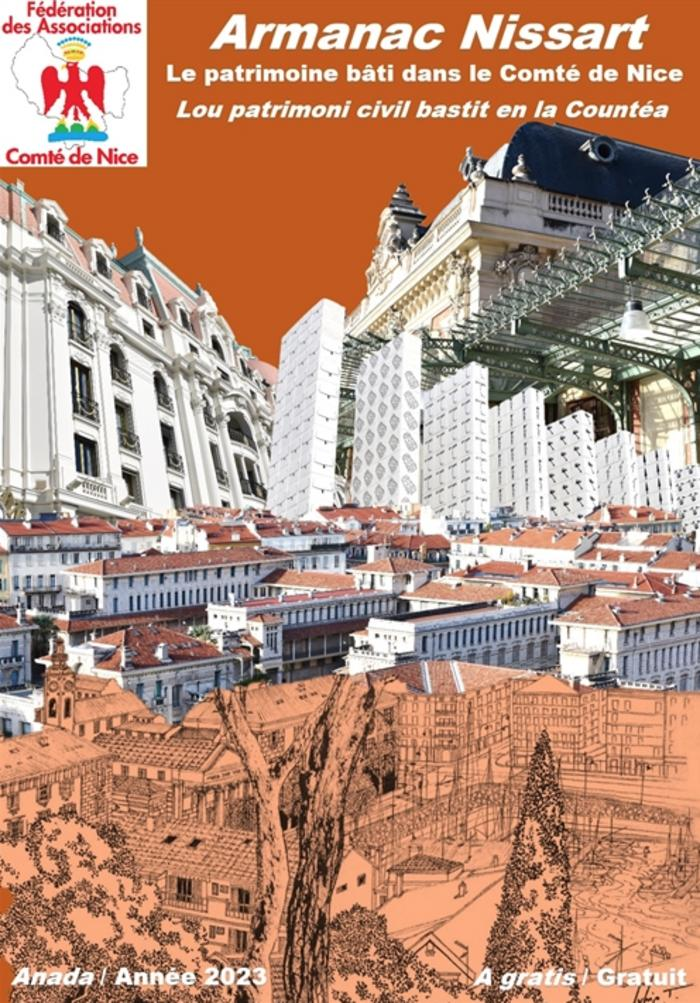 Fédération
des Associations
Comté de Nice
Armanac Nissart
Le patrimoine bâti dans le Comté de Nice
Lou patrimoni civil bastit en la Countéa
Anada / Année 2023
A gratis / Gratuit